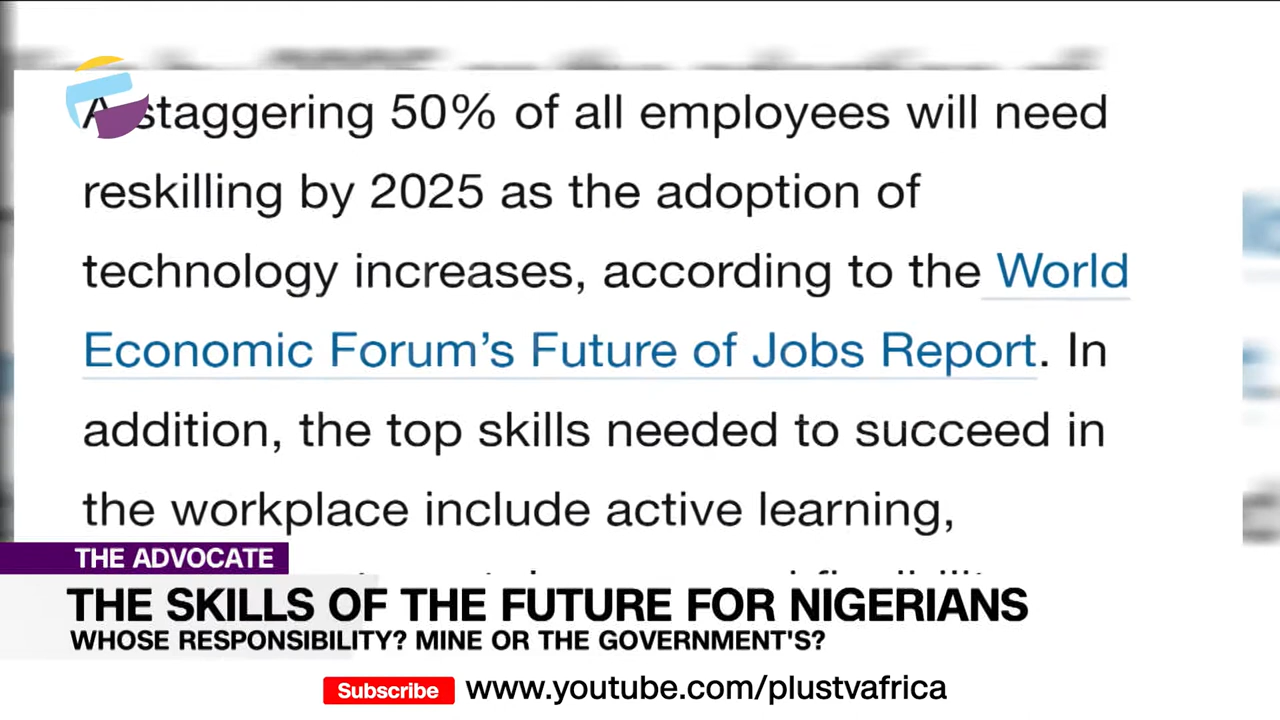 A staggering 50% of all employees will need
reskilling by 2025 as the adoption of
technology increases, according to the World
Economic Forum's Future of Jobs Report. In
addition, the top skills needed to succeed in
the workplace include active learning,
THE ADVOCATE
THE SKILLS OF THE FUTURE FOR NIGERIANS
WHOSE RESPONSIBILITY? MINE OR THE GOVERNMENT'S?
Subscribe www.youtube.com/plustvafrica